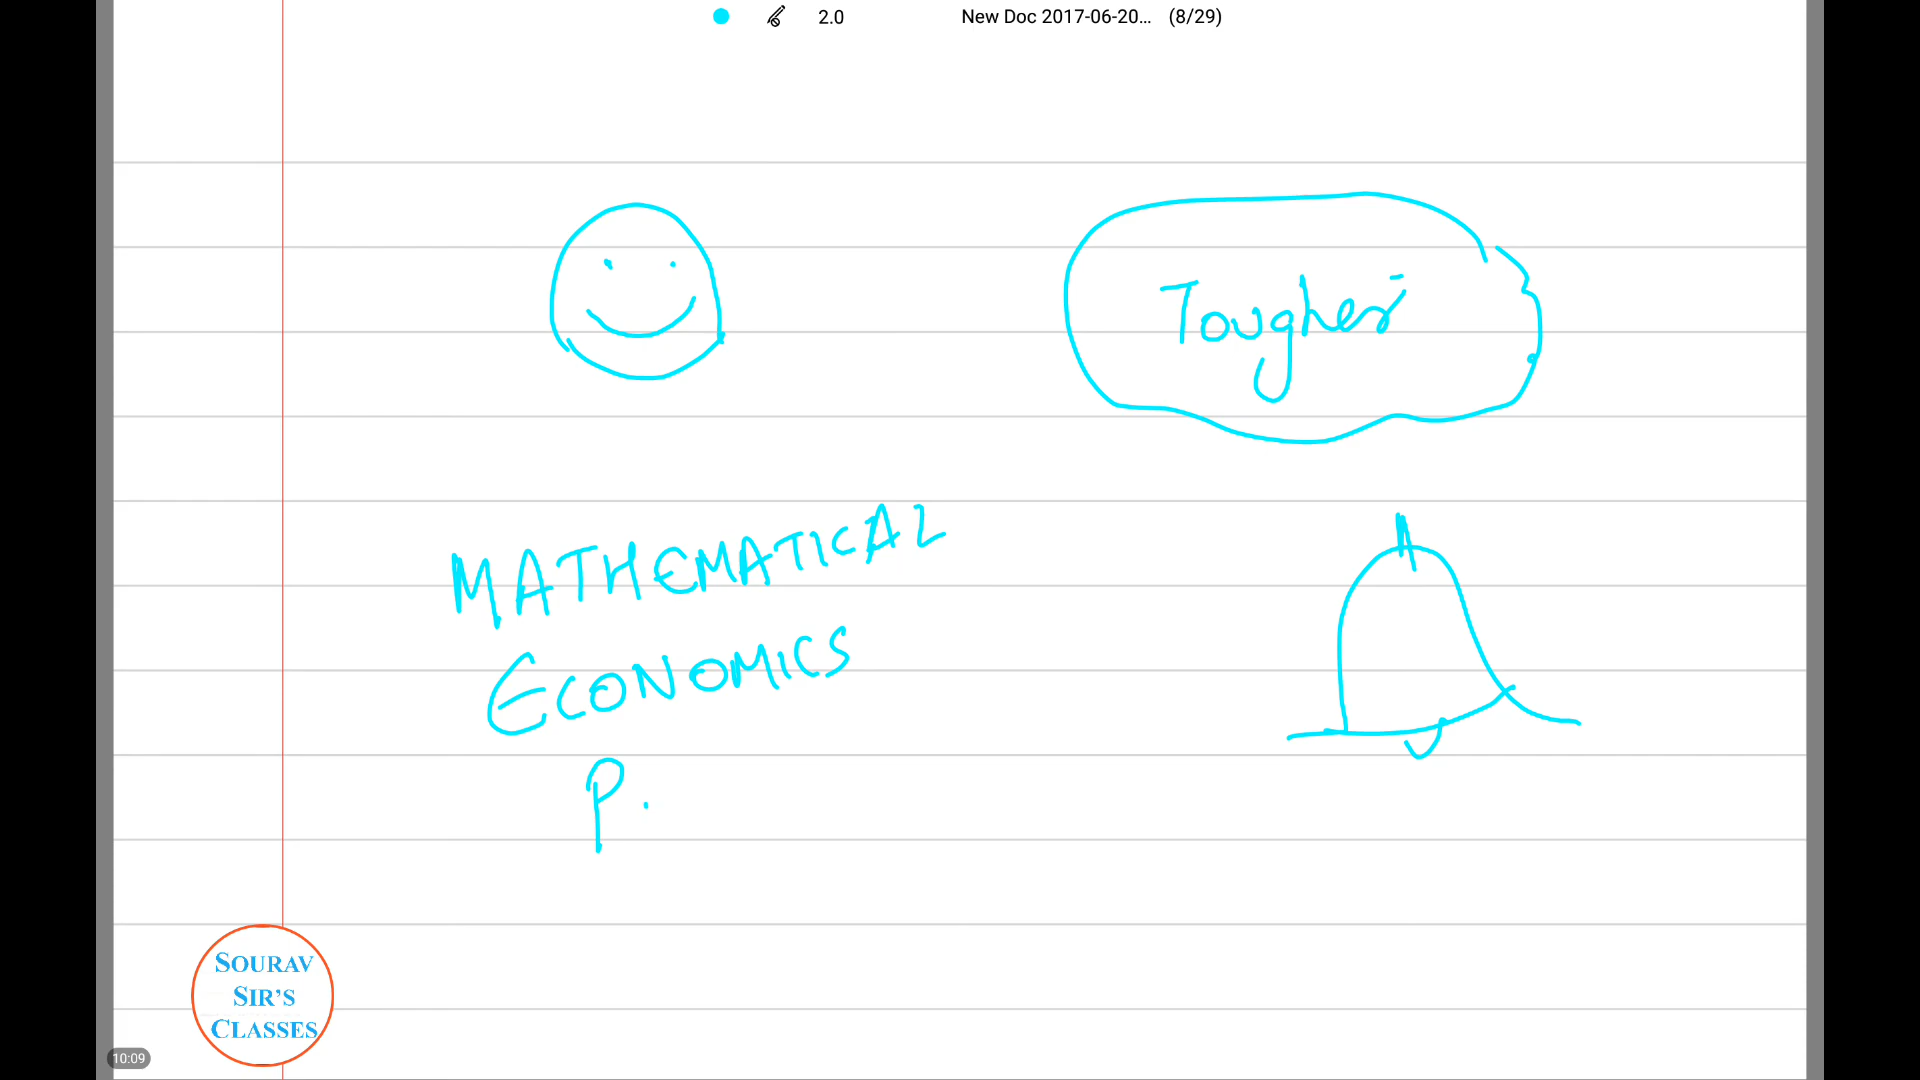 2.0 New Doc 2017-06-20... (8/29)
Tougher
MATHEMATICAL
ECONOMICS
P.
SOURAV
SIR'S
CLASSES
10:09